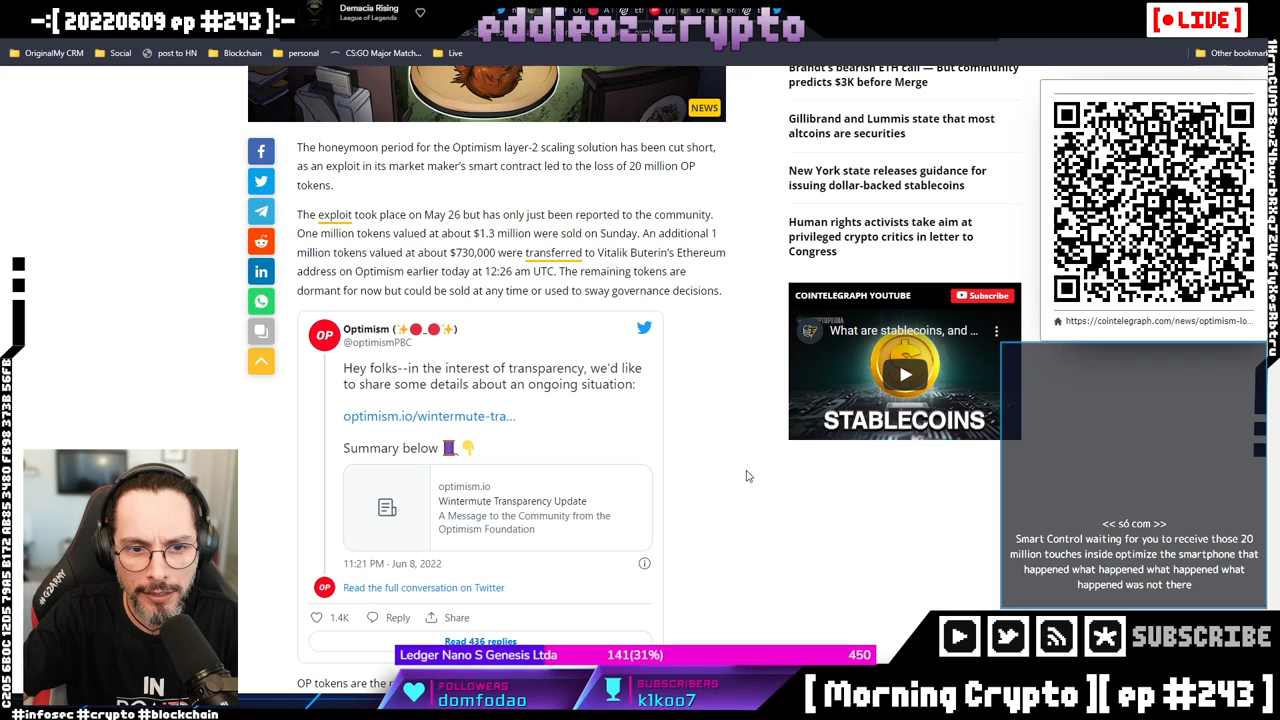 -:[ 20220609 ep #243 ]:-
Demacia Rising
League of Legends
eddieoz.crypto
[ ● LIVE ]
OriginalMy CRM
Social
post to HN
Blockchain
personal
CS:GO Major Match...
Live
Other bookmar
NEWS
The honeymoon period for the Optimism layer-2 scaling solution has been cut short,
as an exploit in its market maker's smart contract led to the loss of 20 million OP
tokens.
The exploit took place on May 26 but has only just been reported to the community.
One million tokens valued at about $1.3 million were sold on Sunday. An additional 1
million tokens valued at about $730,000 were transferred to Vitalik Buterin's Ethereum
address on Optimism earlier today at 12:26 am UTC. The remaining tokens are
dormant for now but could be sold at any time or used to sway governance decisions.
OP
Optimism (✨🔴_🔴✨)
@optimismPBC
Hey folks--in the interest of transparency, we'd like
to share some details about an ongoing situation:
optimism.io/wintermute-tra...
Summary below 🧵👇
optimism.io
Wintermute Transparency Update
A Message to the Community from the
Optimism Foundation
11:21 PM · Jun 8, 2022
OP
Read the full conversation on Twitter
1.4K
Reply
Share
Read 436 replies
OP tokens are the
Brandt's bearish ETH call — But community
predicts $3K before Merge
Gillibrand and Lummis state that most
altcoins are securities
New York state releases guidance for
issuing dollar-backed stablecoins
Human rights activists take aim at
privileged crypto critics in letter to
Congress
COINTELEGRAPH YOUTUBE
Subscribe
What are stablecoins, and ...
STABLECOINS
https://cointelegraph.com/news/optimism-lo...
<< só com >>
Smart Control waiting for you to receive those 20
million touches inside optimize the smartphone that
happened what happened what happened what
happened was not there
#G2ARMY
IN
Ledger Nano S Genesis Ltda
141(31%)
450
FOLLOWERS
domfodao
SUBSCRIBERS
k1koo7
SUBSCRIBE
[ Morning Crypto ][ ep #243 ]
#infosec #crypto #blockchain